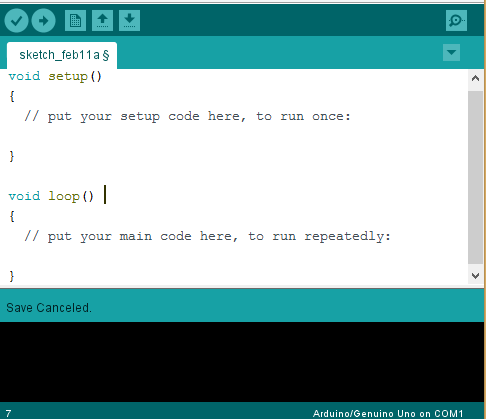 sketch_feb11a §
void setup()
{
  // put your setup code here, to run once:
}
void loop()
{
  // put your main code here, to run repeatedly:
}
Save Canceled.
7 Arduino/Genuino Uno on COM1